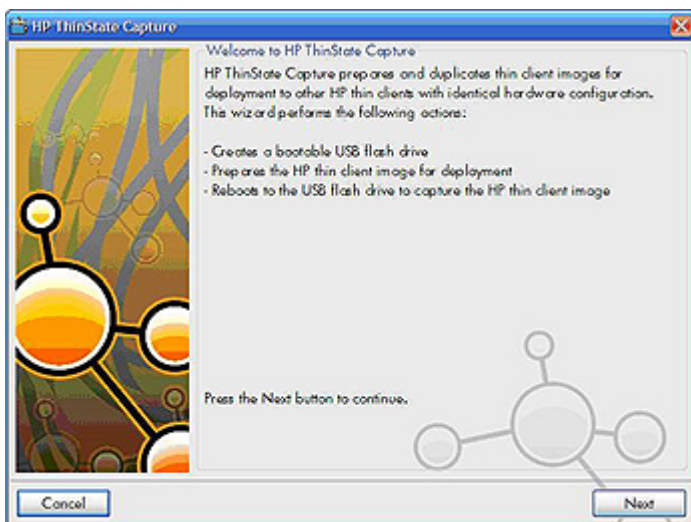 HP ThinState Capture
Welcome to HP ThinState Capture
HP ThinState Capture prepares and duplicates thin client images for
deployment to other HP thin clients with identical hardware configuration.
This wizard performs the following actions:
- Creates a bootable USB flash drive
- Prepares the HP thin client image for deployment
- Reboots to the USB flash drive to capture the HP thin client image
Press the Next button to continue.
Cancel
Next